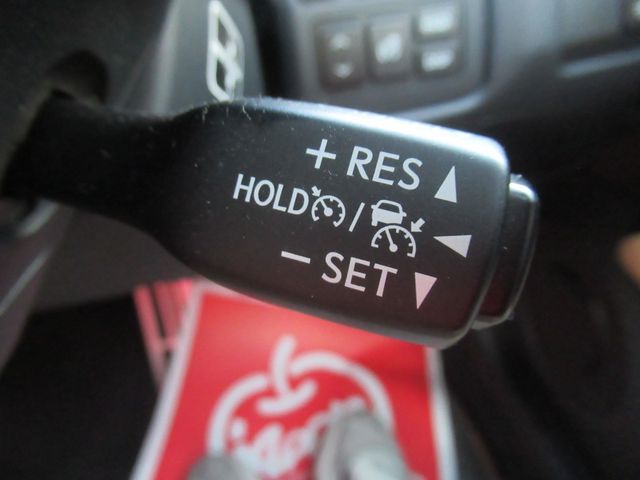 + RES
HOLD /
− SET